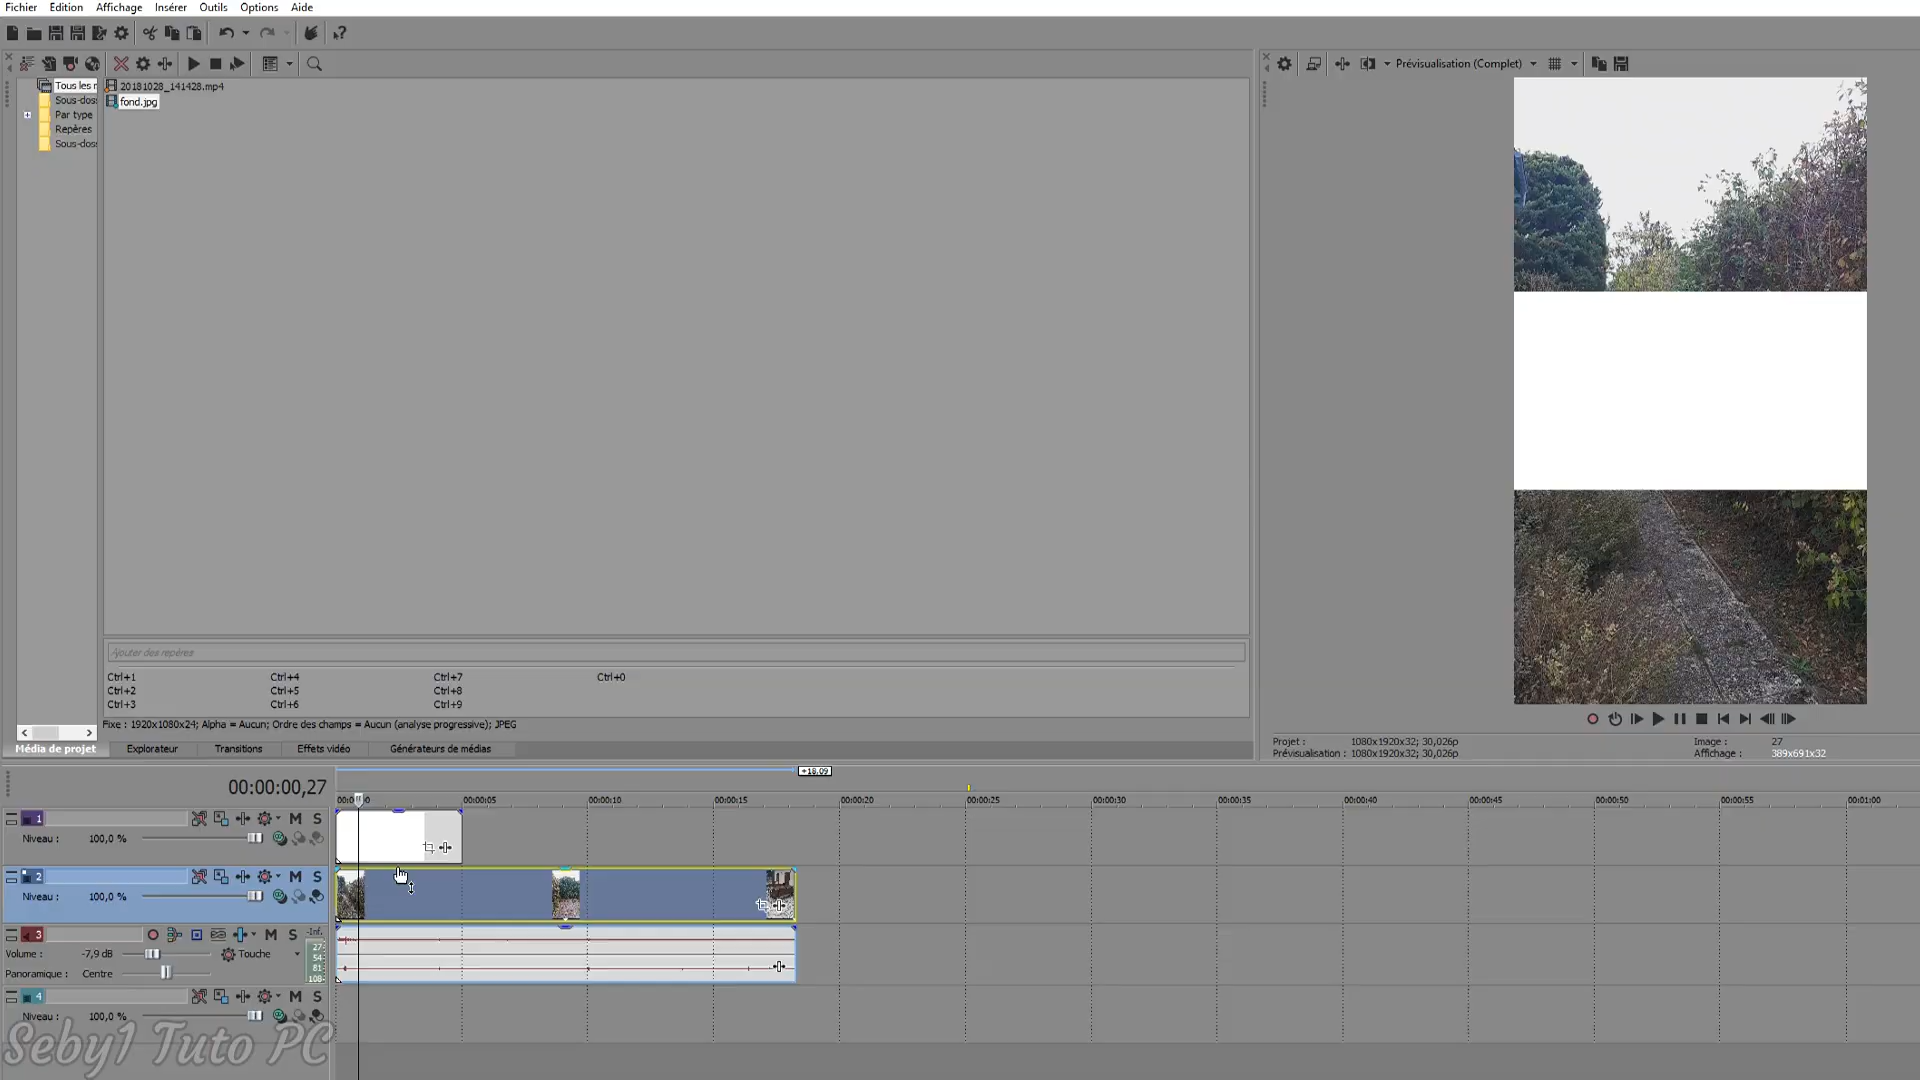 Fichier Edition Affichage Insérer Outils Options Aide
Prévisualisation (Complet)
Tous les r
Sous-dos
Par type
Repères
Sous-dos
20181028_141428.mp4
fond.jpg
Ajouter des repères
Ctrl+1 Ctrl+4 Ctrl+7 Ctrl+0
Ctrl+2 Ctrl+5 Ctrl+8
Ctrl+3 Ctrl+6 Ctrl+9
Fixe : 1920x1080x24; Alpha = Aucun; Ordre des champs = Aucun (analyse progressive); JPEG
Média de projet Explorateur Transitions Effets vidéo Générateurs de médias
Projet : 1080x1920x32; 30,026p Image : 27
Prévisualisation : 1080x1920x32; 30,026p Affichage : 389x691x32
+18,09
00:00:00,27
00:00:05 00:00:10 00:00:15 00:00:20 00:00:25 00:00:30 00:00:35 00:00:40 00:00:45 00:00:50 00:00:55 00:01:00
1 M S
Niveau : 100,0 %
2 M S
Niveau : 100,0 %
3 M S -Inf.
Volume : -7,9 dB Touche
Panoramique : Centre
27
54
81
108
4 M S
Niveau : 100,0 %
Seby1 Tuto PC